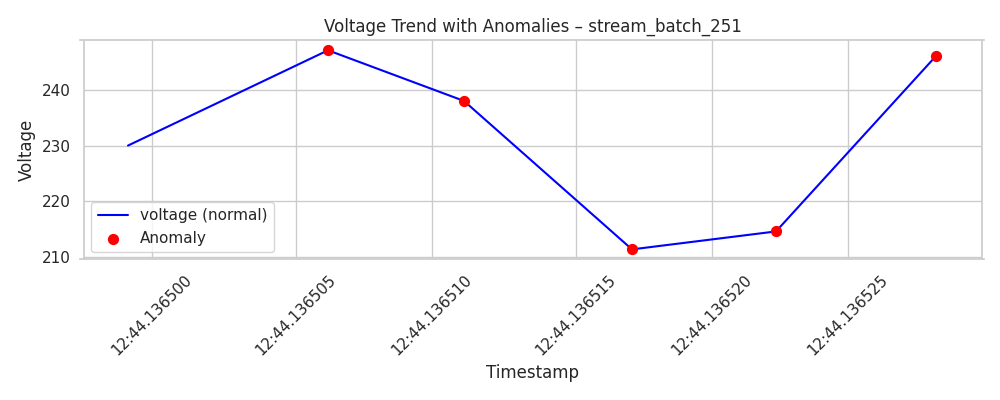 Voltage Trend with Anomalies – stream_batch_251
Voltage
240
230
220
210
voltage (normal)
Anomaly
12:44.136500
12:44.136505
12:44.136510
12:44.136515
12:44.136520
12:44.136525
Timestamp